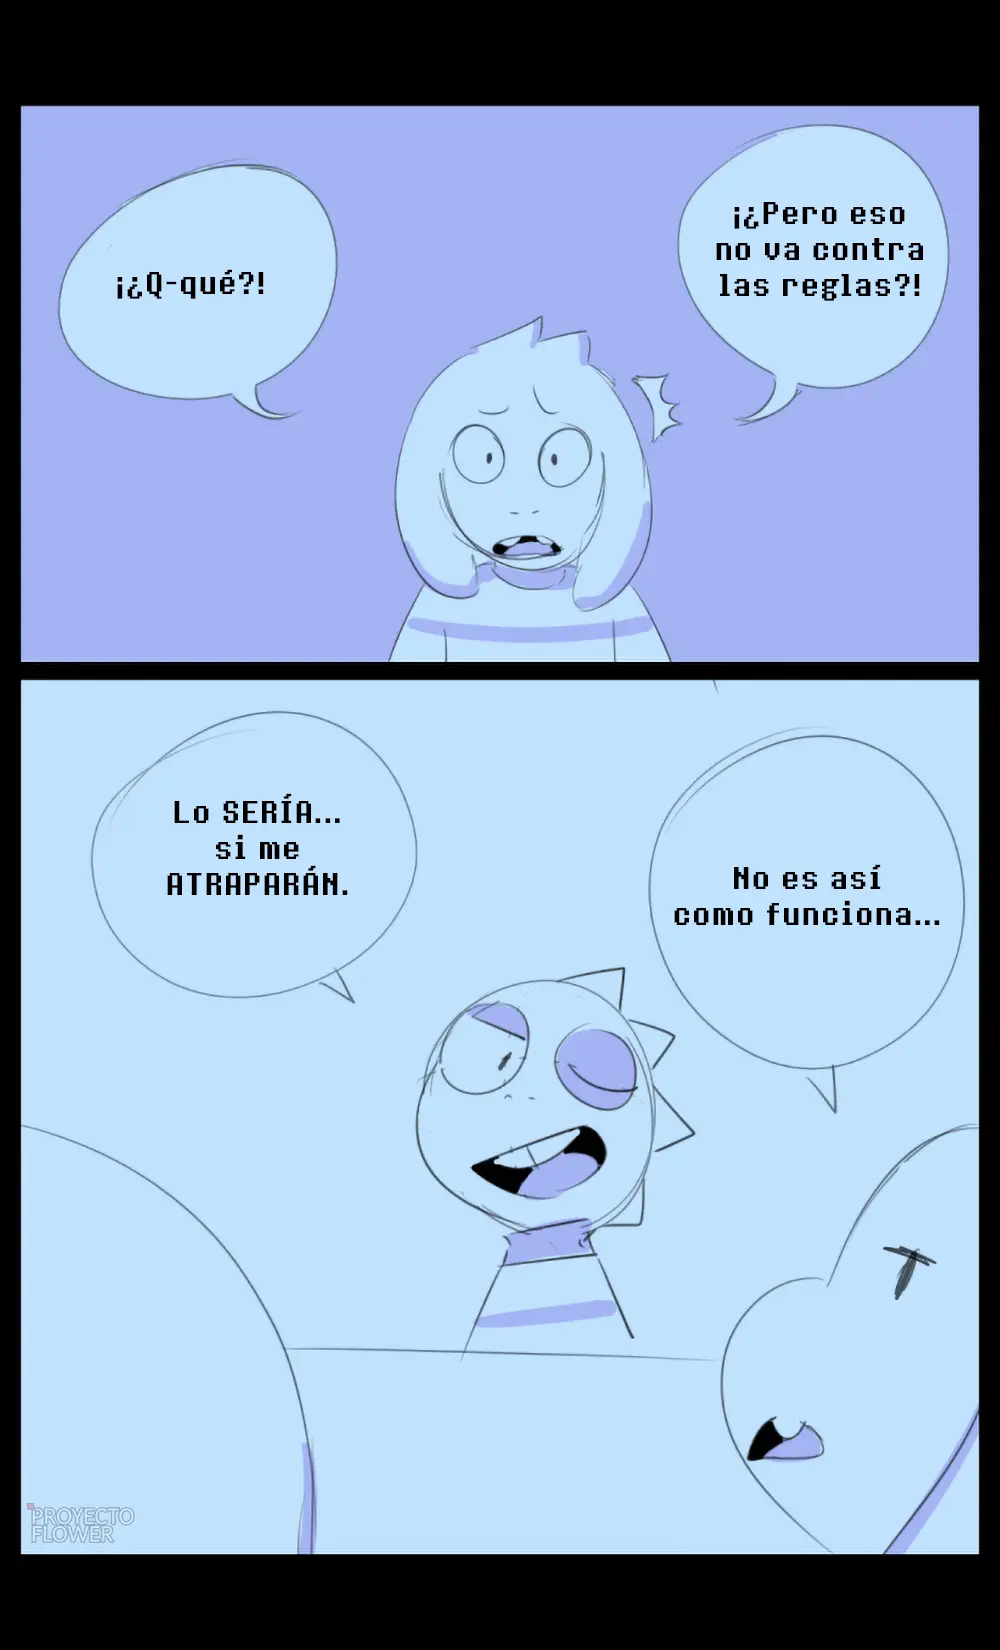 ¡¿Q-qué?!
¡¿Pero eso
no va contra
las reglas?!
Lo SERÍA...
si me
ATRAPARÁN.
No es así
como funciona...
PROYECTO
FLOWER